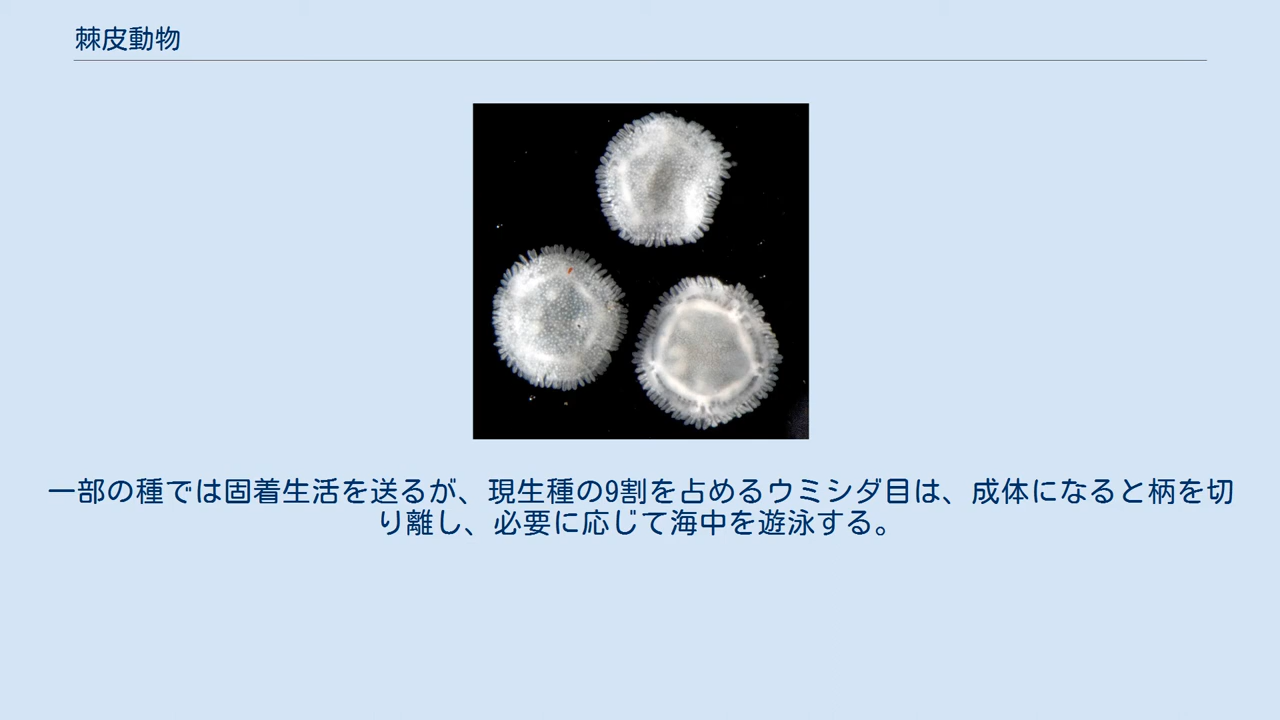 棘皮動物
一部の種では固着生活を送るが、現生種の9割を占めるウミシダ目は、成体になると柄を切
り離し、必要に応じて海中を遊泳する。